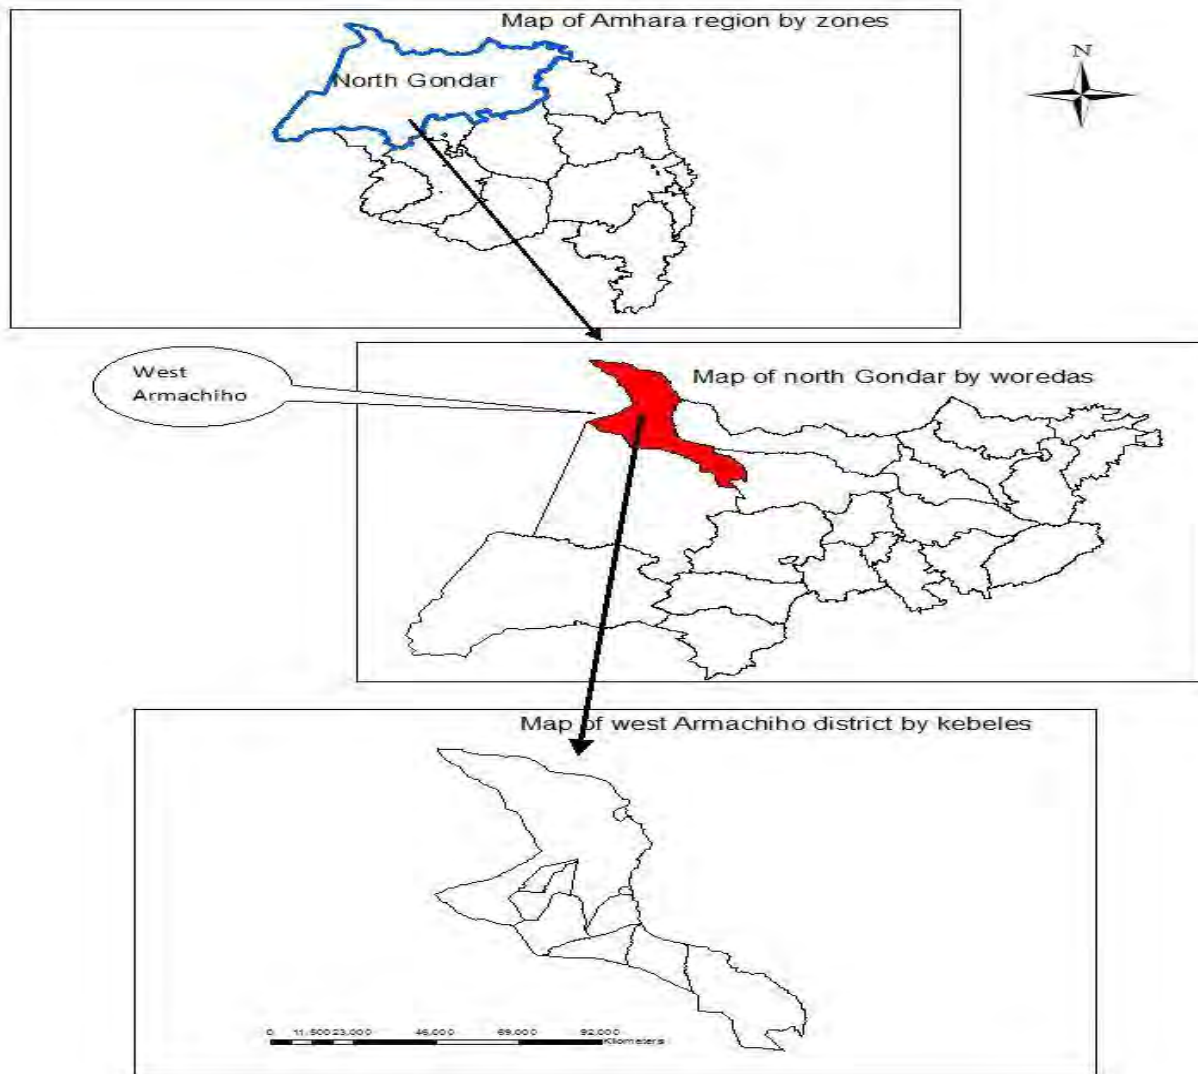 Map of Amhara region by zones
N
North Gondar
West
Armachiho
Map of north Gondar by woredas
Map of west Armachiho district by kebeles
0 11,500 23,000 46,000 69,000 92,000
Kilometers